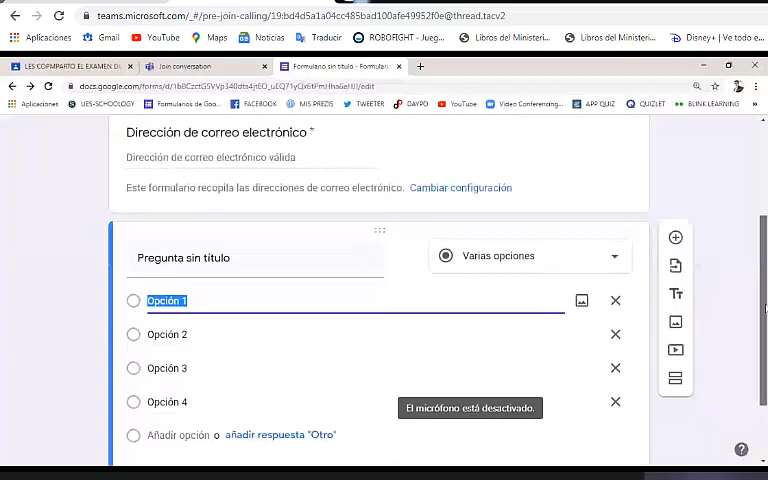 teams.microsoft.com/_#/pre-join-calling/19:bd4d5a1a04cc485bad100afe49952f0e@thread.tacv2
Aplicaciones Gmail YouTube Maps Noticias Traducir ROBOFIGHT - Jueg... Libros del Ministeri... Libros del Ministeri... Disney+ | Ve todo e...
LES COPMPARTO EL EXAMEN D Join conversation Formulario sin título - Formular
Aplicaciones UES-SCHOOLOGY Formularios de Goo... FACEBOOK MIS PREZIS TWEETER DAYPO YouTube Video Conferencing... APP QUIZ QUIZLET BLINK LEARNING
Dirección de correo electrónico *
Dirección de correo electrónico válida
Este formulario recopila las direcciones de correo electrónico. Cambiar configuración
Pregunta sin título Varias opciones
Opción 1
Opción 2
Opción 3
Opción 4
El micrófono está desactivado.
Añadir opción o añadir respuesta "Otro"